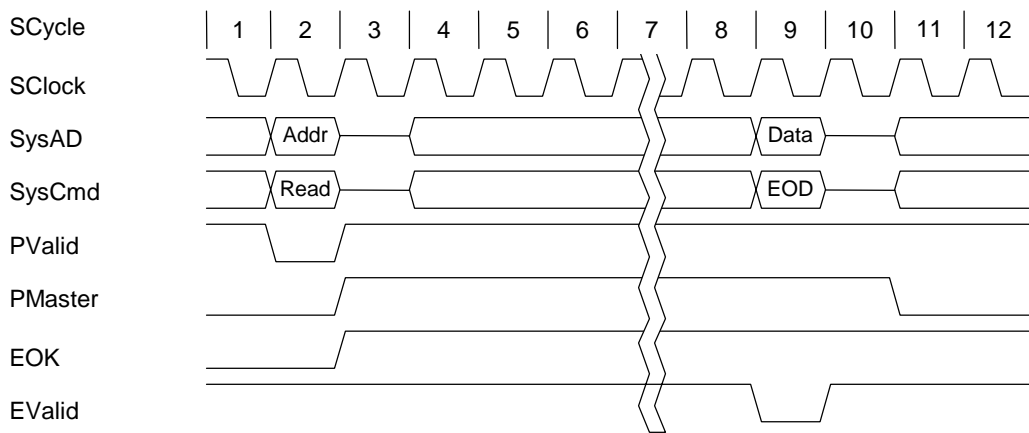 SCycle 1 2 3 4 5 6 7 8 9 10 11 12
SClock
SysAD Addr Data
SysCmd Read EOD
PValid
PMaster
EOK
EValid